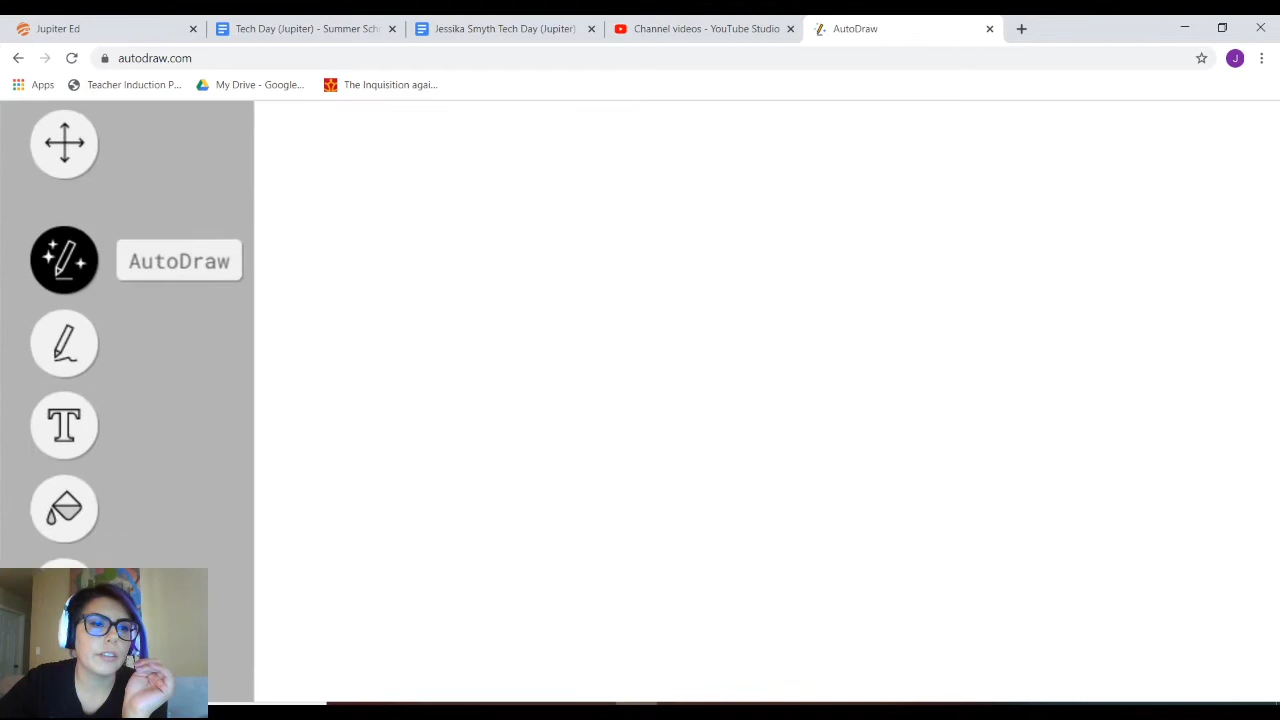 Jupiter Ed
Tech Day (Jupiter) - Summer Sch
Jessika Smyth Tech Day (Jupiter)
Channel videos - YouTube Studio
AutoDraw
autodraw.com
J
Apps
Teacher Induction P...
My Drive - Google...
The Inquisition agai...
AutoDraw
T